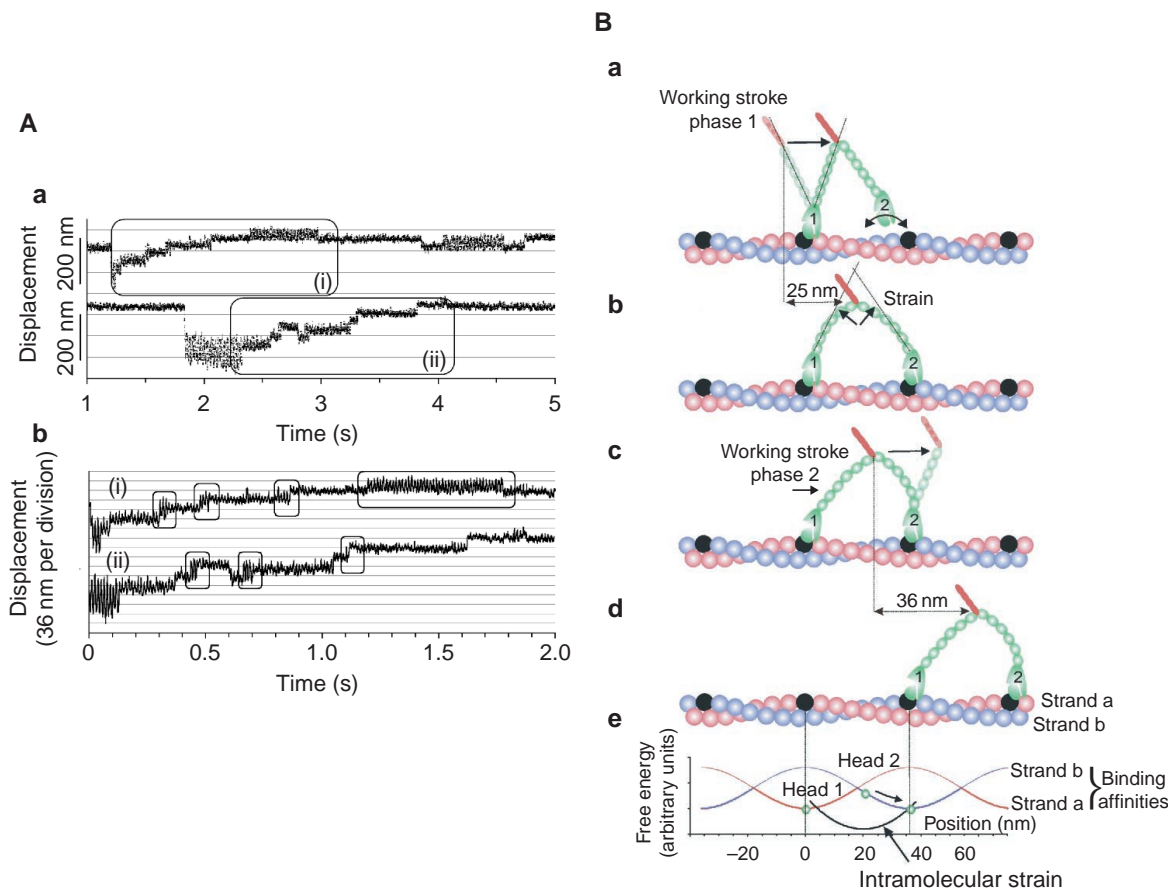 A
a
Displacement
200 nm
200 nm
(i)
(ii)
1 2 3 4 5
Time (s)
b
Displacement
(36 nm per division)
(i)
(ii)
0 0.5 1.0 1.5 2.0
Time (s)
B
a
Working stroke
phase 1
1
2
b
25 nm
Strain
1
2
c
Working stroke
phase 2
1
2
d
36 nm
1
2
Strand a
Strand b
e
Free energy
(arbitrary units)
Head 2
Head 1
Strand b
Strand a
Binding
affinities
Position (nm)
−20 0 20 40 60
Intramolecular strain